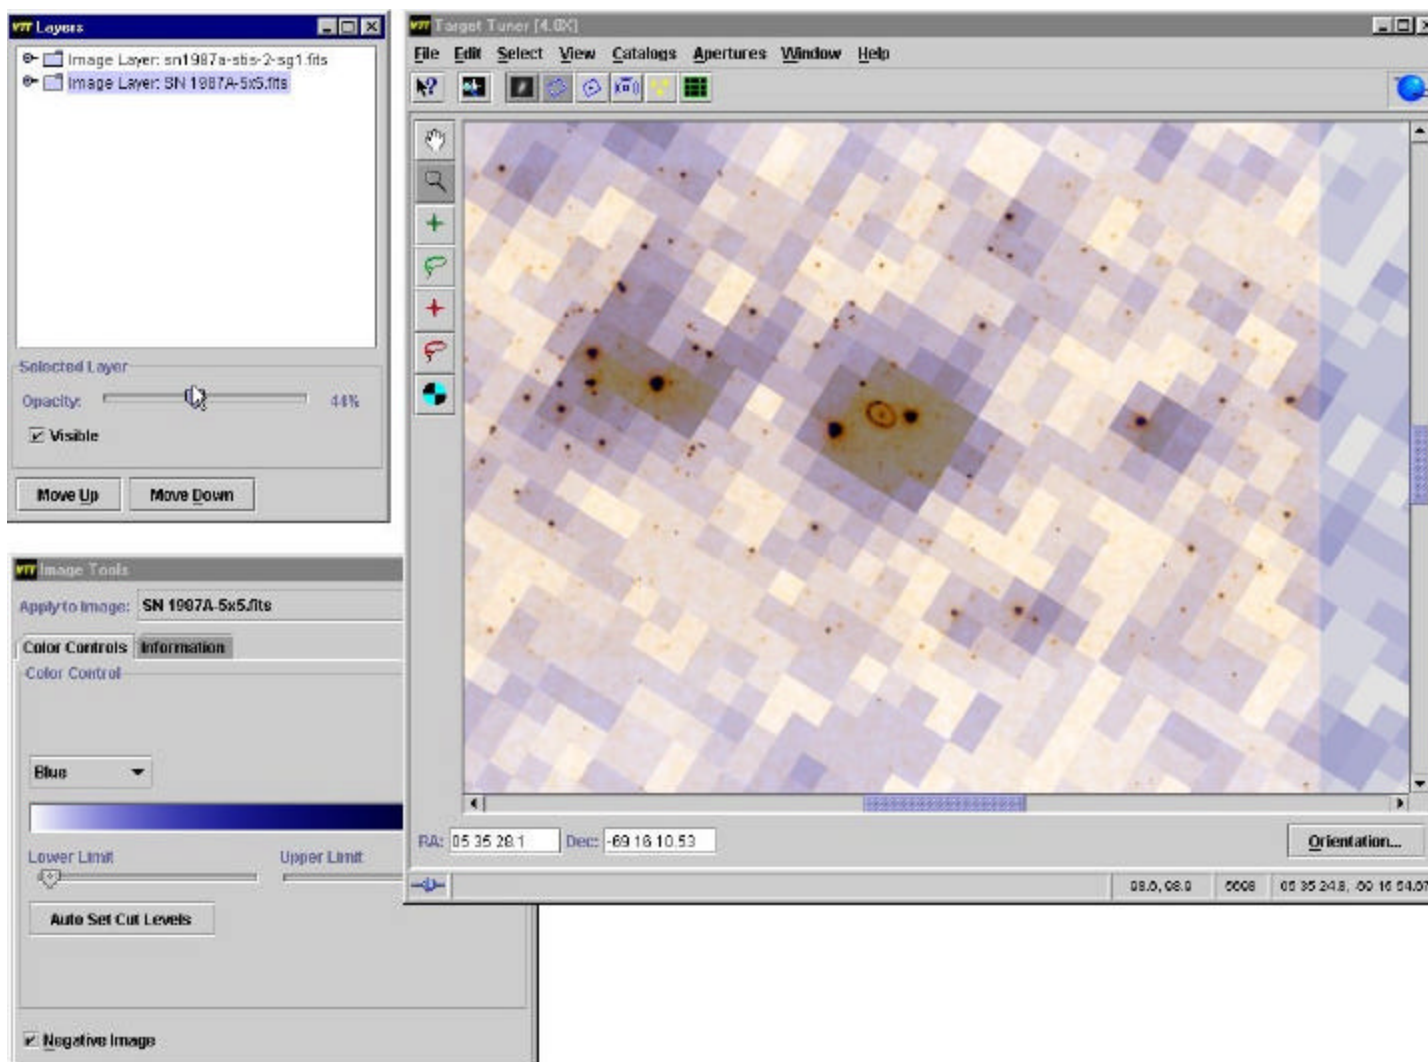 VTT Layers
Image Layer: sn1987a-stis-2-sg1.fits
Image Layer: SN 1987A-5x5.fits
Selected Layer
Opacity: 44%
Visible
Move Up Move Down
VTT Target Tuner [4.0X]
File Edit Select View Catalogs Apertures Window Help
RA: 05 35 28.1 Dec: -69 16 10.53
Orientation...
VTT Image Tools
Apply to Image: SN 1987A-5x5.fits
Color Controls Information
Color Control
Blue
Lower Limit Upper Limit
Auto Set Cut Levels
Negative Image